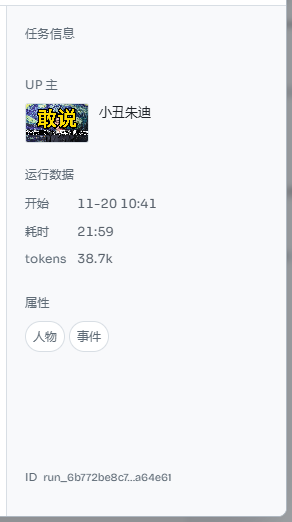 任务信息
UP 主
敢说
小丑朱迪
运行数据
开始 11-20 10:41
耗时 21:59
tokens 38.7k
属性
人物 事件
ID run_6b772be8c7...a64e61